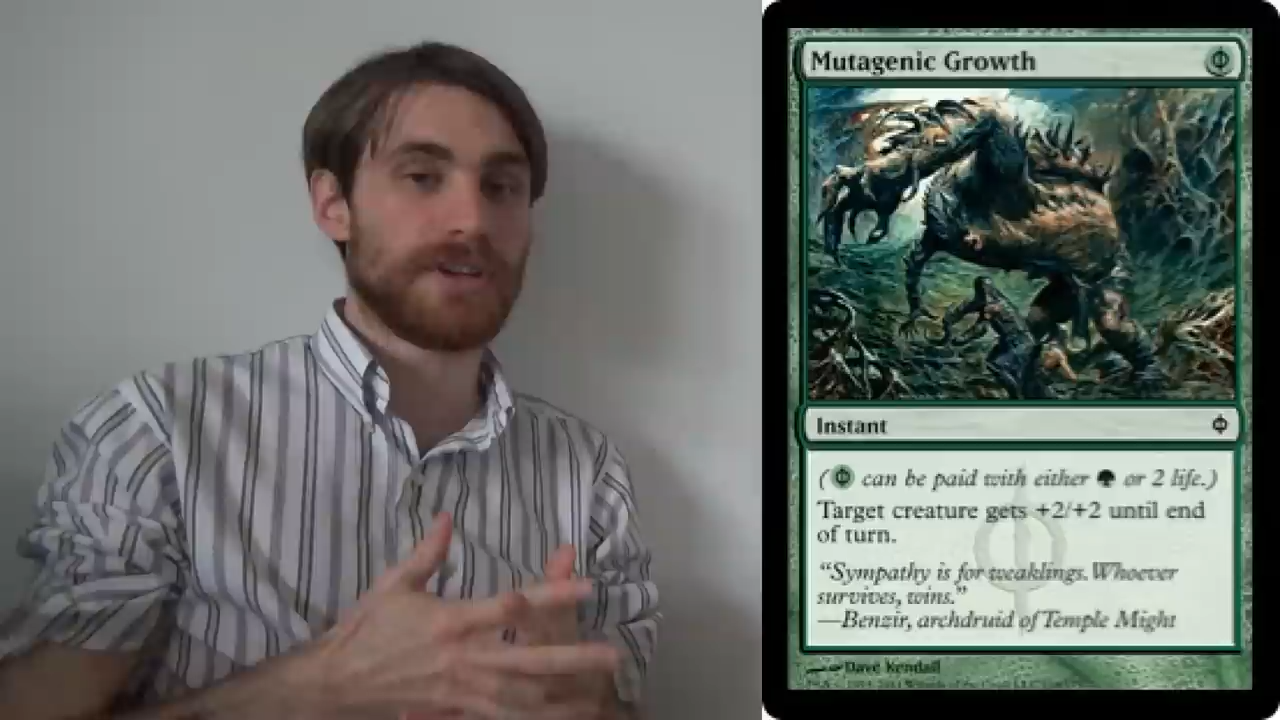 Mutagenic Growth
Instant
( can be paid with either or 2 life.)
Target creature gets +2/+2 until end
of turn.
“Sympathy is for weaklings. Whoever
survives, wins.”
—Benzir, archdruid of Temple Might
Dave Kendall